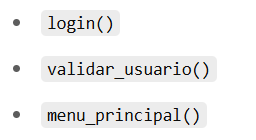 • login()
• validar_usuario()
• menu_principal()